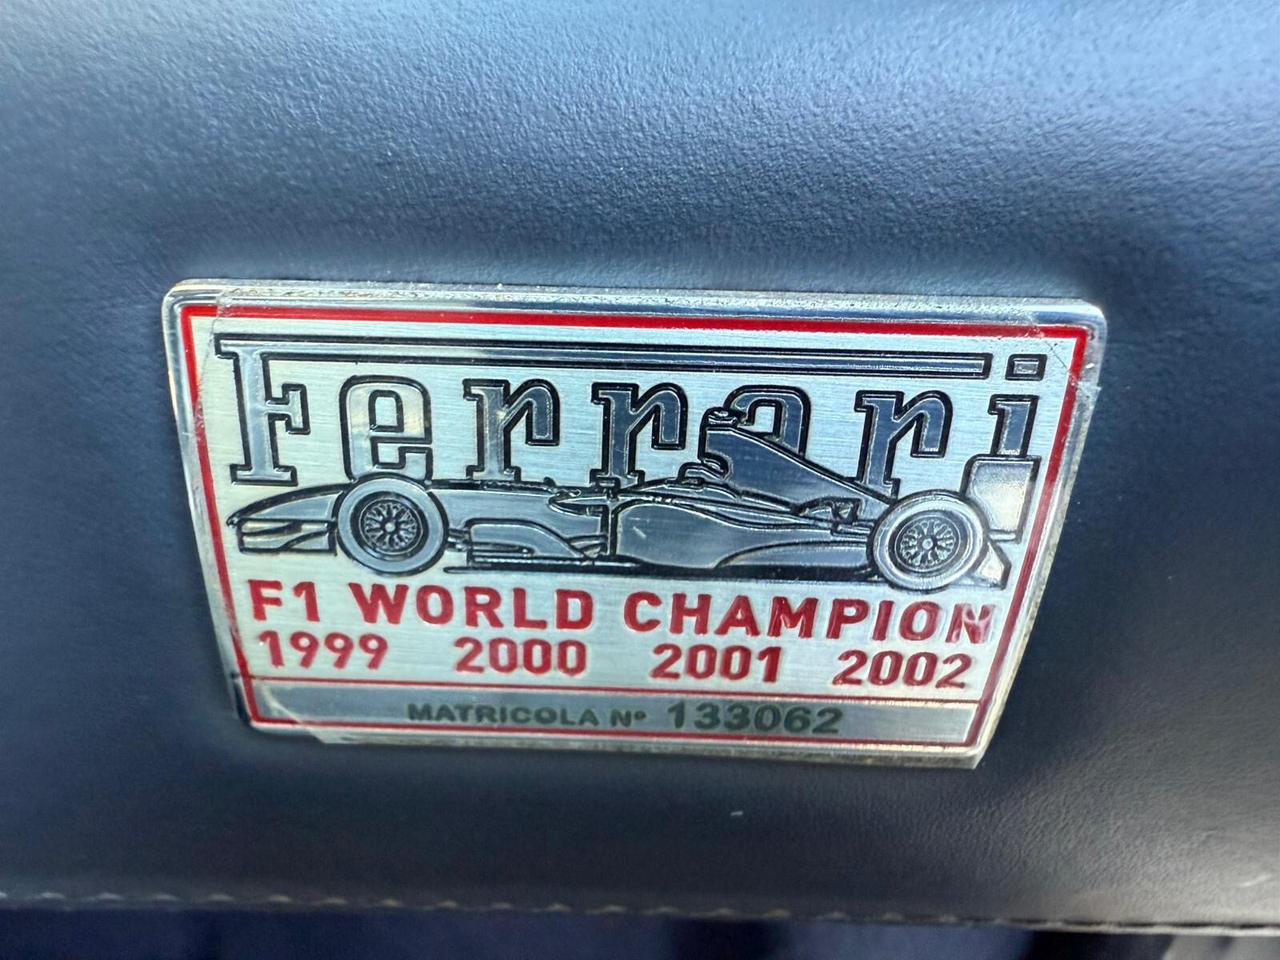 Ferrari
F1 WORLD CHAMPION
1999 2000 2001 2002
MATRICOLA Nº 133062